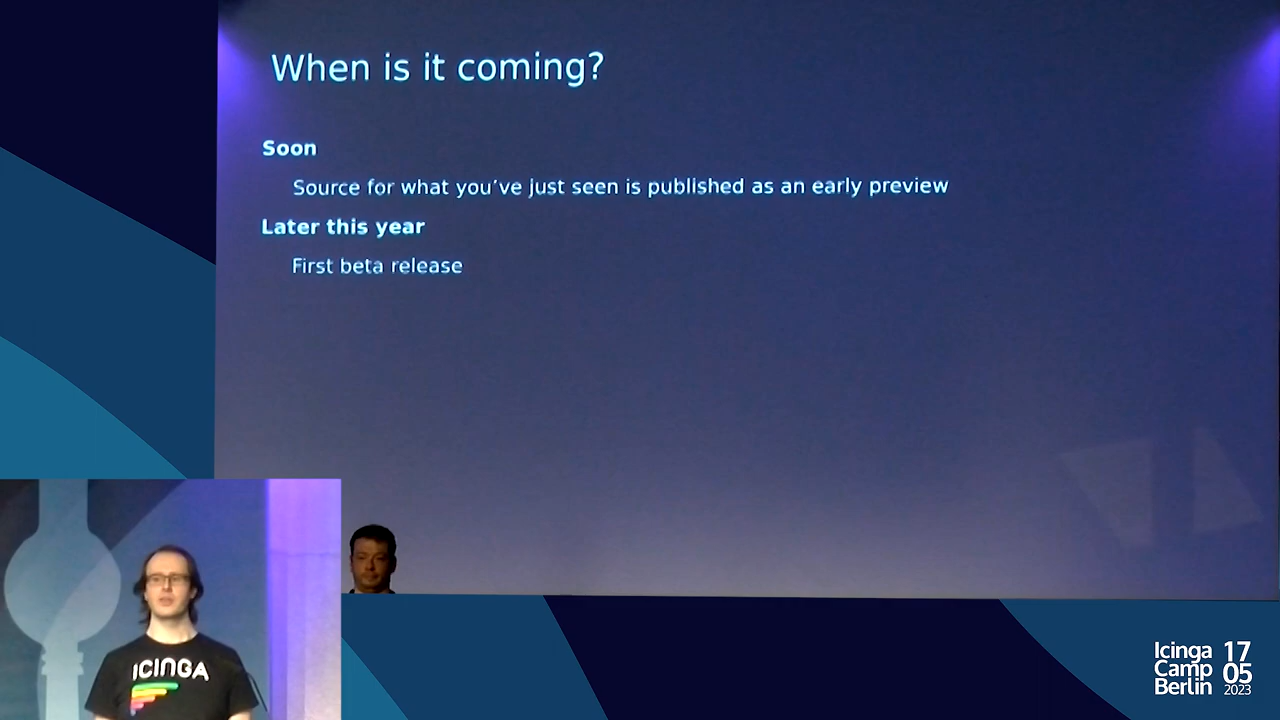 When is it coming?
Soon
Source for what you've just seen is published as an early preview
Later this year
First beta release
ICINGA
Icinga 17
Camp 05
Berlin 2023